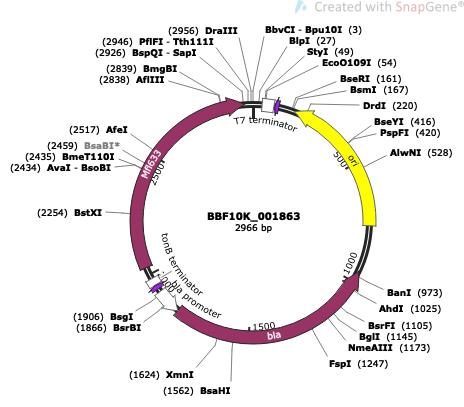 Created with SnapGene®
(2956) DraIII
(2946) PflFI - Tth111I
(2926) BspQI - SapI
(2839) BmgBI
(2838) AflIII
BbvCI - Bpu10I (3)
BlpI (27)
StyI (49)
EcoO109I (54)
BseRI (161)
BsmI (167)
DrdI (220)
BseYI (416)
PspFI (420)
AlwNI (528)
T7 terminator
ori
500
(2517) AfeI
(2459) BsaBI*
(2435) BmeT110I
(2434) AvaI - BsoBI
(2254) BstXI
Mfl633
2500
BBF10K_001863
2966 bp
tonB terminator
bla promoter
1000
BanI (973)
AhdI (1025)
BsrFI (1105)
BglI (1145)
NmeAIII (1173)
FspI (1247)
(1906) BsgI
(1866) BsrBI
1500
bla
(1624) XmnI
(1562) BsaHI